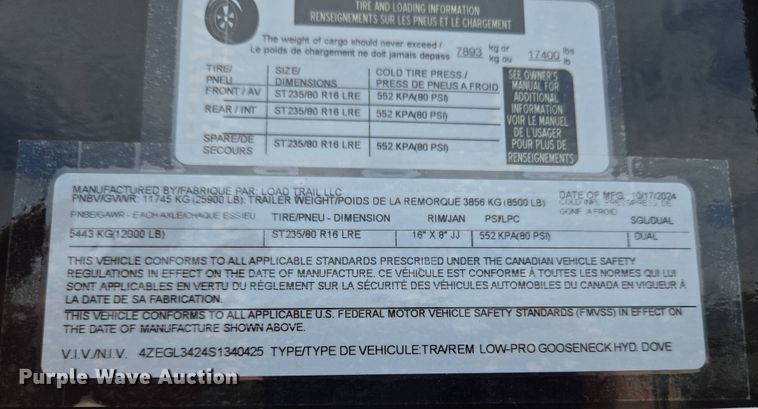 TIRE AND LOADING INFORMATION
RENSEIGNEMENTS SUR LES PNEUS ET LE CHARGEMENT
The weight of cargo should never exceed /
Le poids de chargement ne doit jamais depass 7893 kg or / kg ou 17400 lbs / lb
TIRE/ PNEU SIZE/ DIMENSIONS COLD TIRE PRESS./ PRESS DE PNEUS A FROID
FRONT / AV ST235/80 R16 LRE 552 KPA(80 PSI)
REAR / INT ST235/80 R16 LRE 552 KPA(80 PSI)
SPARE/DE SECOURS ST235/80 R16 LRE 552 KPA(80 PSI)
SEE OWNER'S
MANUAL FOR
ADDITIONAL
INFORMATION
VOIR LE MANUEL
DE L'USAGER
POUR PLUS DE
RENSEIGNEMENTS
MANUFACTURED BY/FABRIQUE PAR: LOAD TRAIL LLC DATE OF MFG. 10/17/2024
PNBV/GVWR: 11745 KG (25900 LB): TRAILER WEIGHT/POIDS DE LA REMORQUE 3856 KG (8500 LB)
PNBE/GAWR - EACH AXLE/CHAQUE ESSIEU TIRE/PNEU - DIMENSION RIM/JAN PSI/LPC GONF A FROID SGL/DUAL
5443 KG(12000 LB) ST235/80 R16 LRE 16" X 8" JJ 552 KPA(80 PSI) DUAL
THIS VEHICLE CONFORMS TO ALL APPLICABLE STANDARDS PRESCRIBED UNDER THE CANADIAN VEHICLE SAFETY
REGULATIONS IN EFFECT ON THE DATE OF MANUFACTURE. CE VÉHICULE EST CONFORME À TOUTES LES NORMES QUI LUI
SONT APPLICABLES EN VERTU DU RÈGLEMENT SUR LA SÉCURITÉ DES VÉHICULES AUTOMOBILES DU CANADA EN VIGUEUR À
LA DATE DE SA FABRICATION.
THIS VEHICLE CONFORMS TO ALL APPLICABLE U.S. FEDERAL MOTOR VEHICLE SAFETY STANDARDS (FMVSS) IN EFFECT ON
THE DATE OF MANUFACTURE SHOWN ABOVE.
V.I.V./N.I.V. 4ZEGL3424S1340425 TYPE/TYPE DE VEHICULE:TRA/REM LOW-PRO GOOSENECK HYD. DOVE
Purple Wave Auction